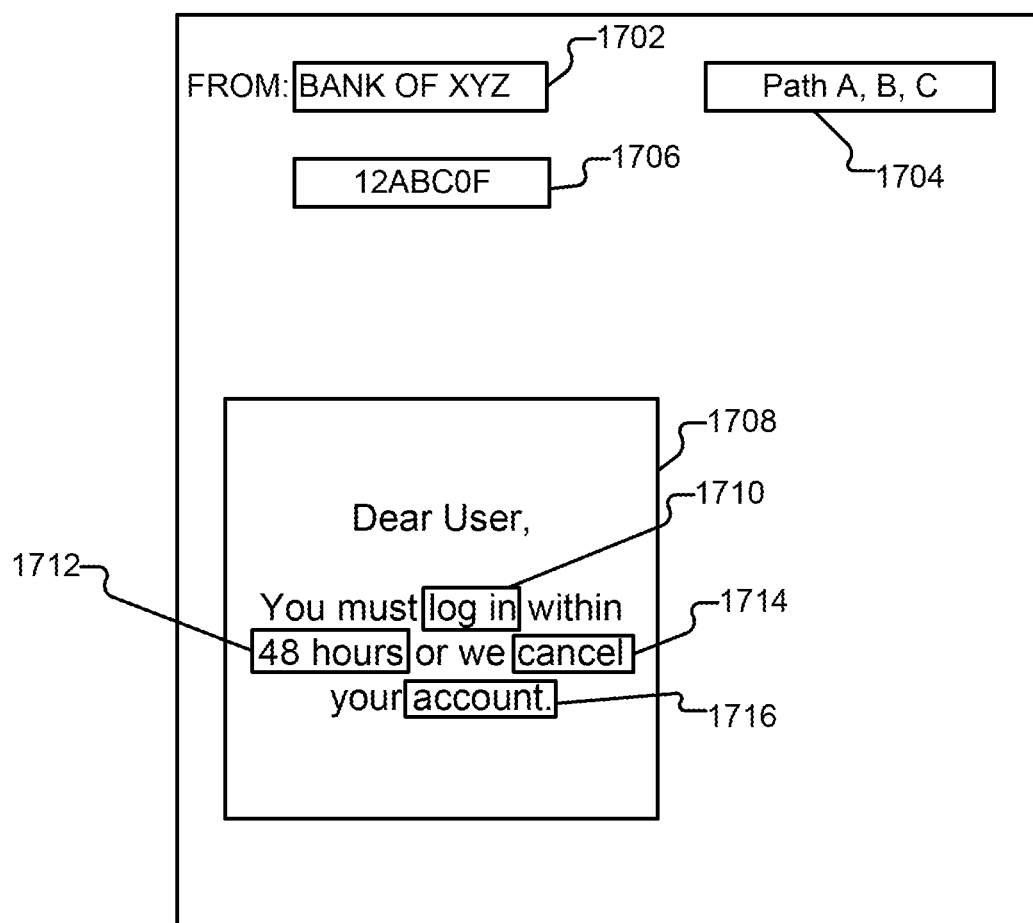 1702
FROM: BANK OF XYZ
Path A, B, C
1706
1704
12ABC0F
1708
1710
Dear User,
1712
You must log in within
1714
48 hours or we cancel
your account.
1716